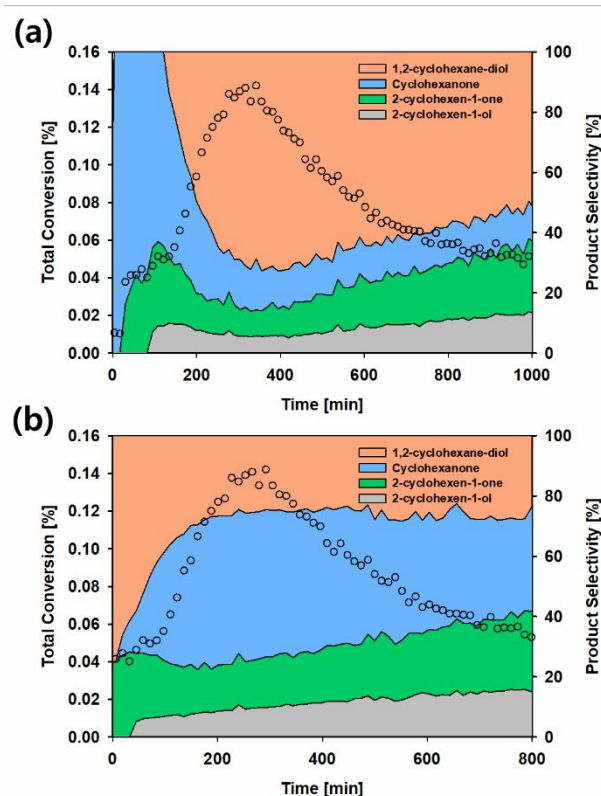 (a)
0.16
0.14
0.12
0.10
0.08
0.06
0.04
0.02
0.00
Total Conversion [%]
1,2-cyclohexane-diol
Cyclohexanone
2-cyclohexen-1-one
2-cyclohexen-1-ol
100
80
60
40
20
0
Product Selectivity [%]
0 200 400 600 800 1000
Time [min]
(b)
0.16
0.14
0.12
0.10
0.08
0.06
0.04
0.02
0.00
Total Conversion [%]
1,2-cyclohexane-diol
Cyclohexanone
2-cyclohexen-1-one
2-cyclohexen-1-ol
100
80
60
40
20
0
Product Selectivity [%]
0 200 400 600 800
Time [min]